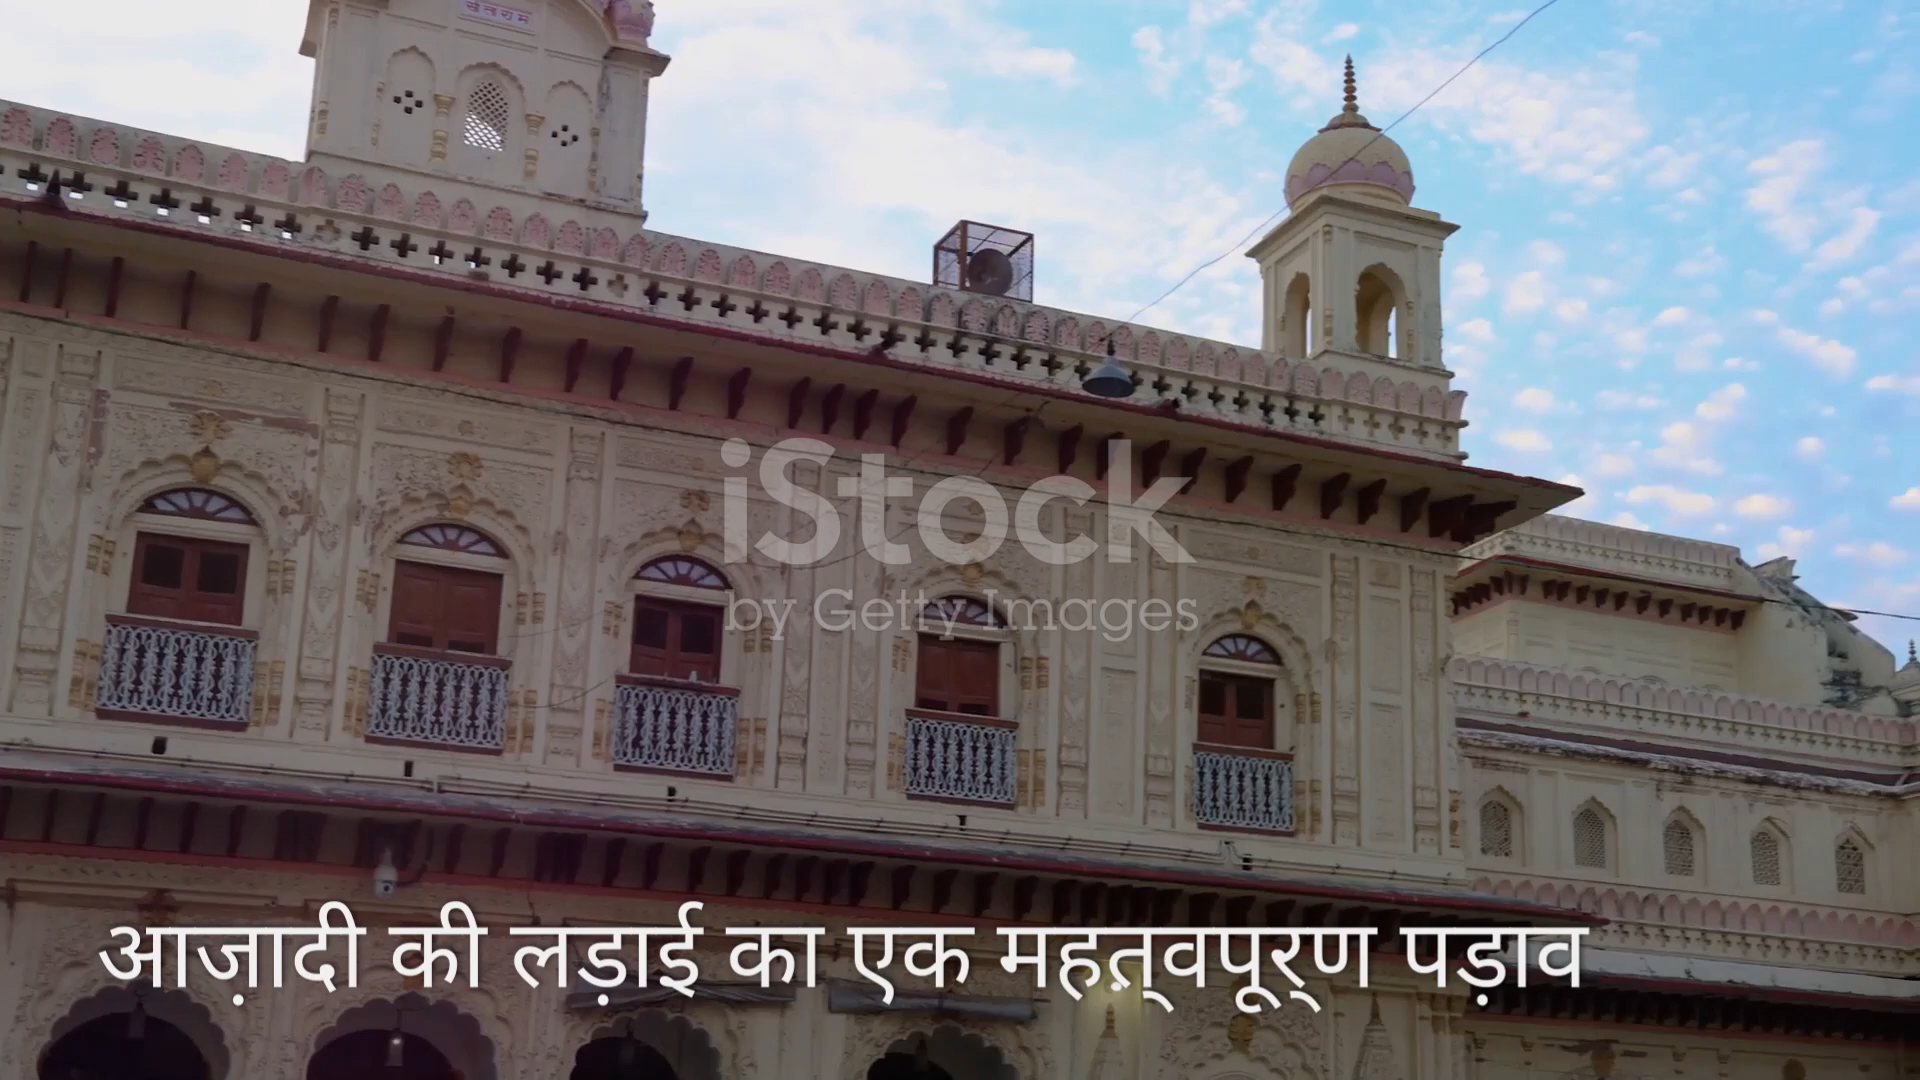 सीताराम
iStock
by Getty Images
आज़ादी की लड़ाई का एक महत़्वपूर्ण पड़ाव